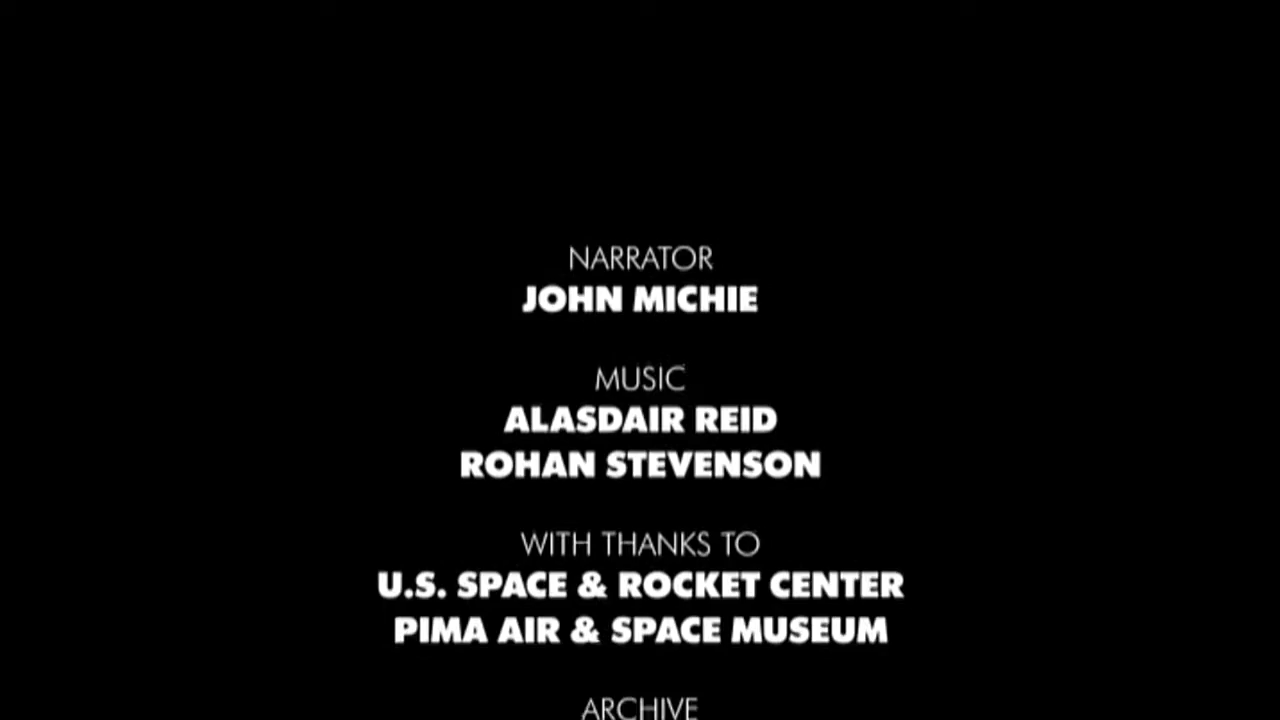 NARRATOR
JOHN MICHIE
MUSIC
ALASDAIR REID
ROHAN STEVENSON
WITH THANKS TO
U.S. SPACE & ROCKET CENTER
PIMA AIR & SPACE MUSEUM
ARCHIVE